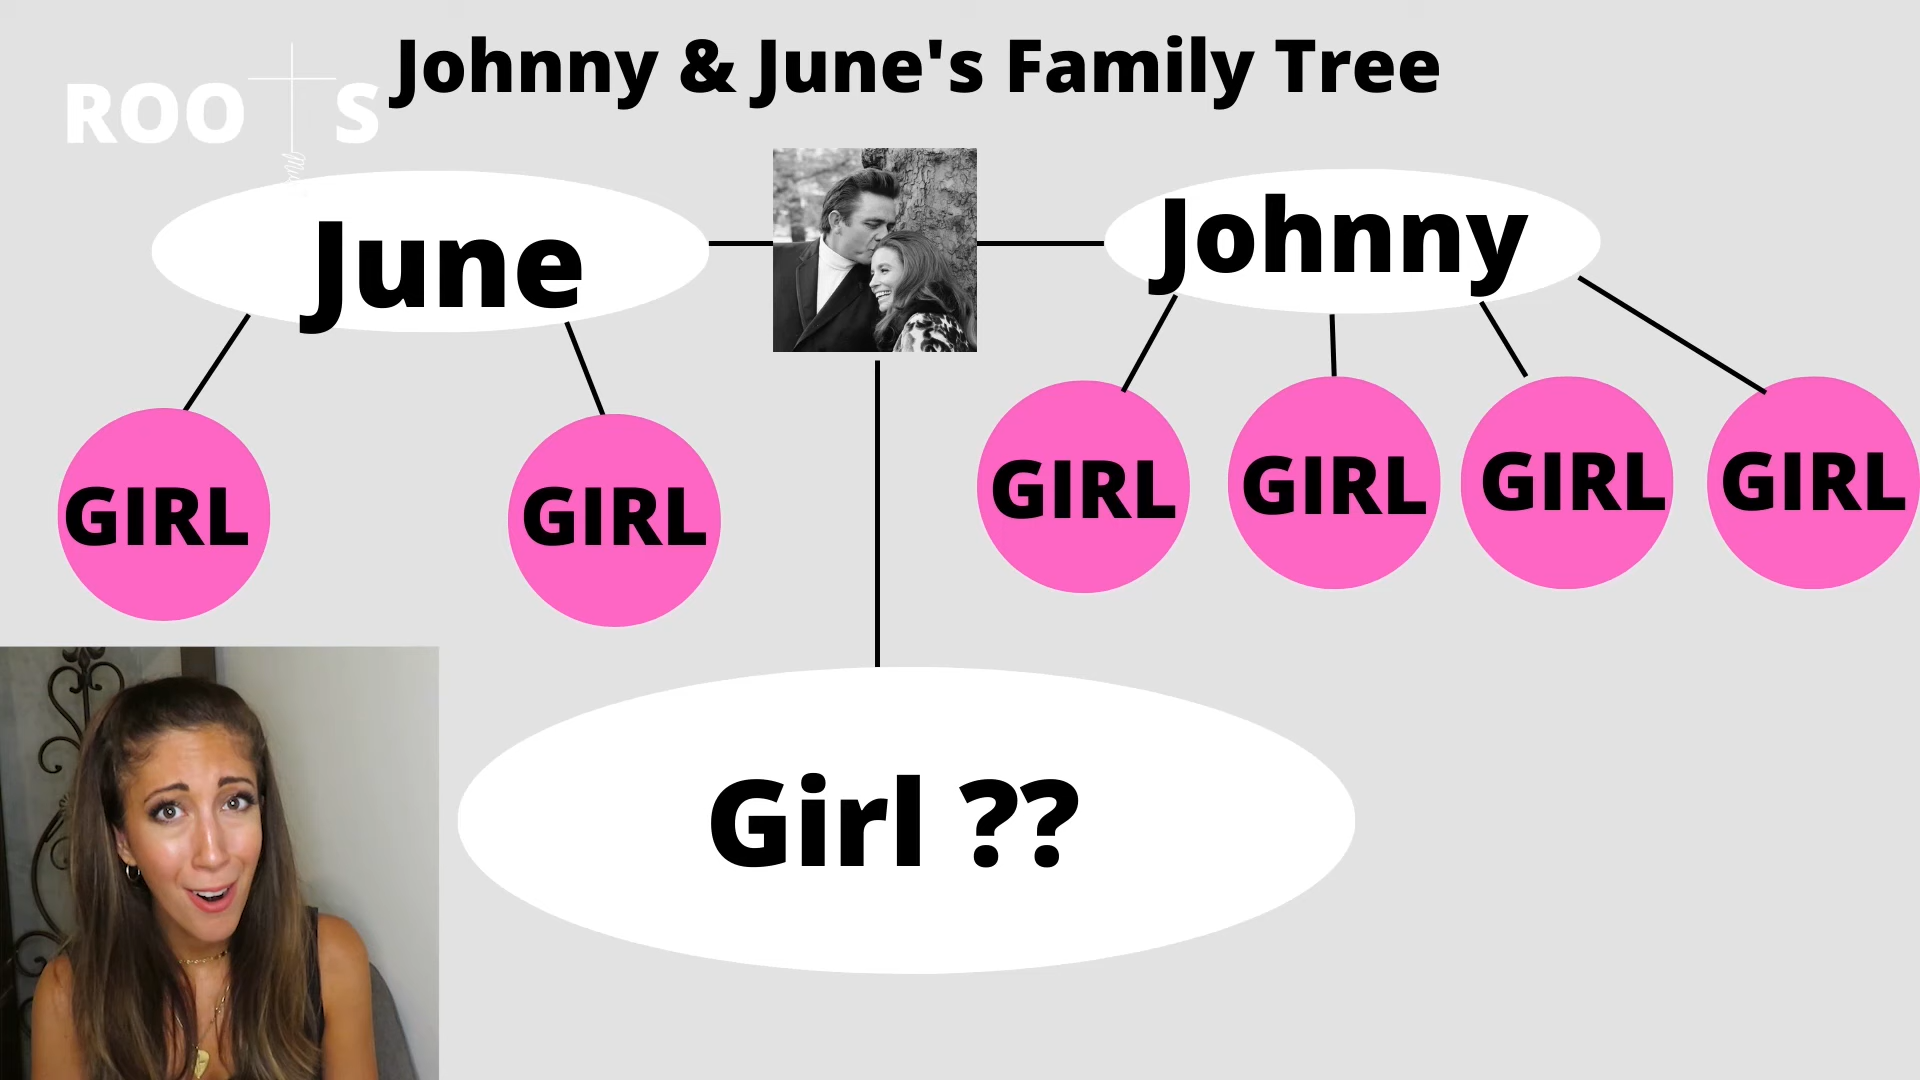 Johnny & June's Family Tree
ROOTS
June
Johnny
GIRL
GIRL
GIRL
GIRL
GIRL
GIRL
Girl ??